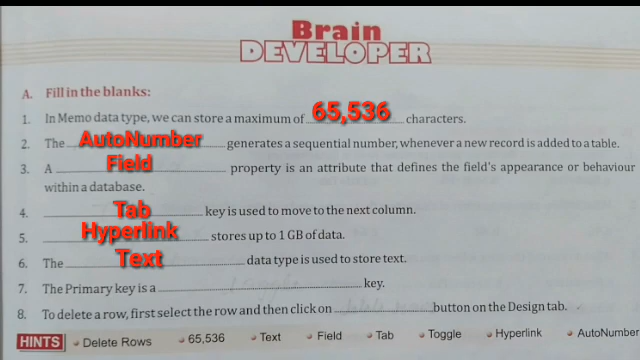 Brain
DEVELOPER
A. Fill in the blanks:
1. In Memo data type, we can store a maximum of 65,536 characters.
2. The AutoNumber generates a sequential number, whenever a new record is added to a table.
3. A Field property is an attribute that defines the field's appearance or behaviour
within a database.
4. Tab key is used to move to the next column.
5. Hyperlink stores up to 1 GB of data.
6. The Text data type is used to store text.
7. The Primary key is a key.
8. To delete a row, first select the row and then click on button on the Design tab.
HINTS Delete Rows 65,536 Text Field Tab Toggle Hyperlink AutoNumber